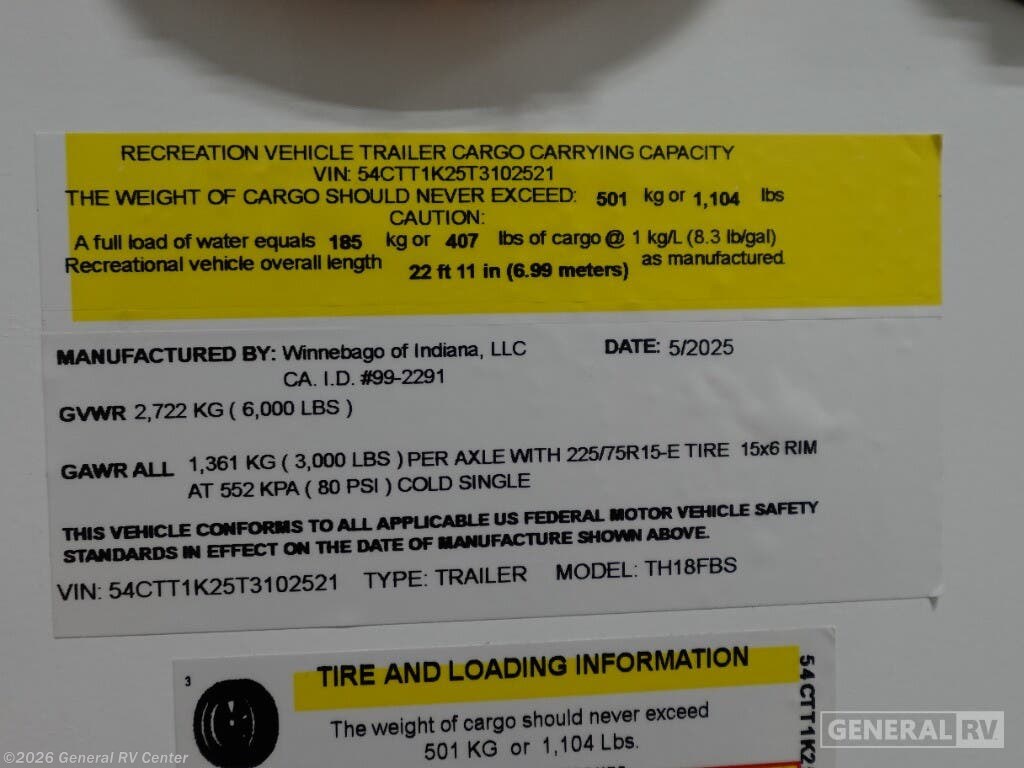 RECREATION VEHICLE TRAILER CARGO CARRYING CAPACITY
VIN: 54CTT1K25T3102521
THE WEIGHT OF CARGO SHOULD NEVER EXCEED: 501 kg or 1,104 lbs
CAUTION:
A full load of water equals 185 kg or 407 lbs of cargo @ 1 kg/L (8.3 lb/gal)
Recreational vehicle overall length 22 ft 11 in (6.99 meters) as manufactured
MANUFACTURED BY: Winnebago of Indiana, LLC DATE: 5/2025
CA. I.D. #99-2291
GVWR 2,722 KG ( 6,000 LBS )
GAWR ALL 1,361 KG ( 3,000 LBS ) PER AXLE WITH 225/75R15-E TIRE 15x6 RIM
AT 552 KPA ( 80 PSI ) COLD SINGLE
THIS VEHICLE CONFORMS TO ALL APPLICABLE US FEDERAL MOTOR VEHICLE SAFETY
STANDARDS IN EFFECT ON THE DATE OF MANUFACTURE SHOWN ABOVE.
VIN: 54CTT1K25T3102521 TYPE: TRAILER MODEL: TH18FBS
3
TIRE AND LOADING INFORMATION
The weight of cargo should never exceed
501 KG or 1,104 Lbs.
54CTT1K2
GENERAL RV
©2026 General RV Center